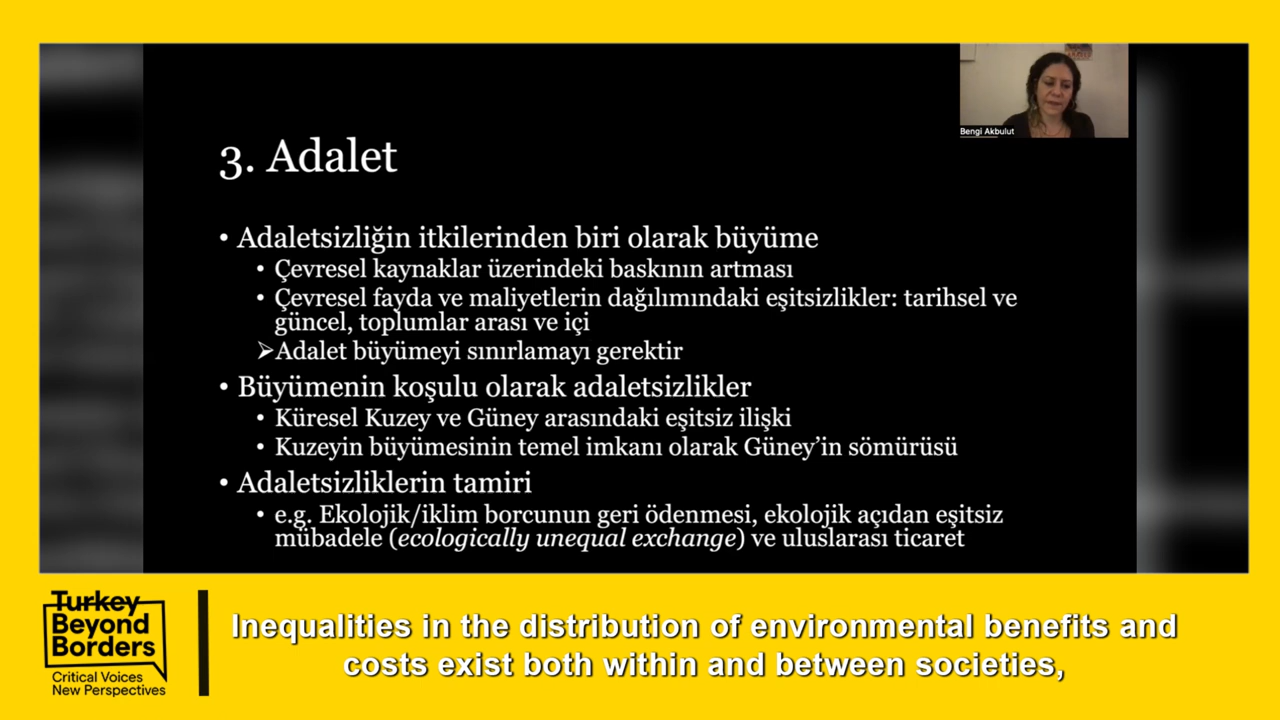 Bengi Akbulut
3. Adalet
• Adaletsizliğin itkilerinden biri olarak büyüme
• Çevresel kaynaklar üzerindeki baskının artması
• Çevresel fayda ve maliyetlerin dağılımındaki eşitsizlikler: tarihsel ve
güncel, toplumlar arası ve içi
➢Adalet büyümeyi sınırlamayı gerektir
• Büyümenin koşulu olarak adaletsizlikler
• Küresel Kuzey ve Güney arasındaki eşitsiz ilişki
• Kuzeyin büyümesinin temel imkanı olarak Güney’in sömürüsü
• Adaletsizliklerin tamiri
• e.g. Ekolojik/iklim borcunun geri ödenmesi, ekolojik açıdan eşitsiz
mübadele (ecologically unequal exchange) ve uluslarası ticaret
Turkey
Beyond
Borders
Critical Voices
New Perspectives
Inequalities in the distribution of environmental benefits and
costs exist both within and between societies,